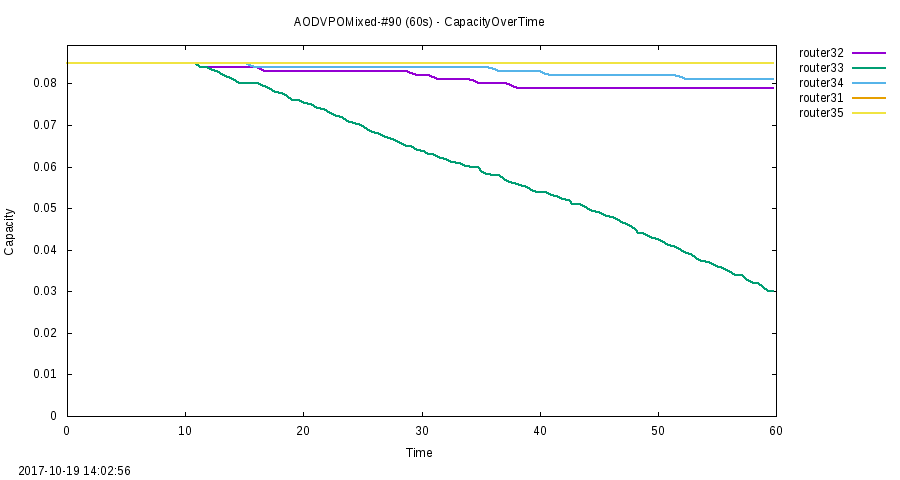 AODVPOMixed-#90 (60s) - CapacityOverTime
router32
router33
router34
router31
router35
Capacity
0.08
0.07
0.06
0.05
0.04
0.03
0.02
0.01
0
0 10 20 30 40 50 60
Time
2017-10-19 14:02:56